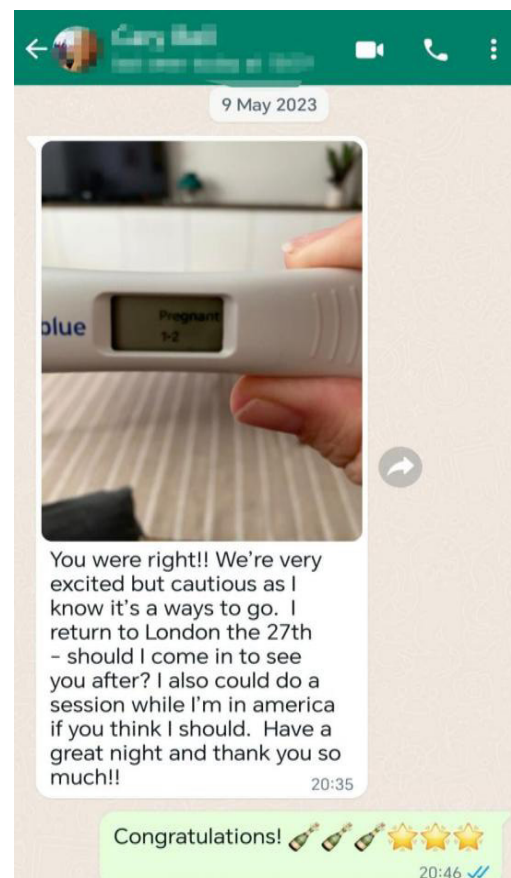 9 May 2023
blue
Pregnant
1-2
You were right!! We're very
excited but cautious as I
know it's a ways to go.  I
return to London the 27th
– should I come in to see
you after? I also could do a
session while I'm in america
if you think I should.  Have a
great night and thank you so
much!!
20:35
Congratulations! 🍾🍾🍾🌟🌟🌟
20:46